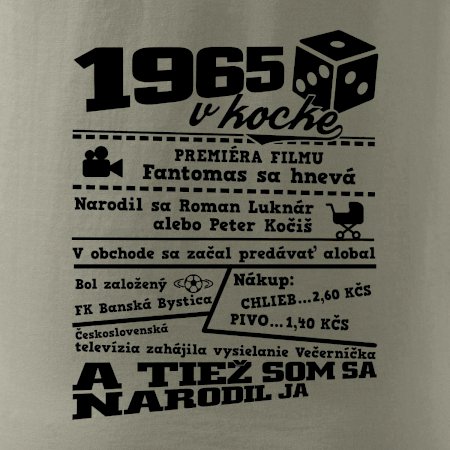 1965
v kocke
PREMIÉRA FILMU
Fantomas sa hnevá
Narodil sa Roman Luknár
alebo Peter Kočiš
V obchode sa začal predávať alobal
Bol založený
FK Banská Bystica
Nákup:
CHLIEB...2,60 KČS
PIVO...1,40 KČS
Československá
televízia zahájila vysielanie Večerníčka
A TIEŽ SOM SA
NARODIL JA